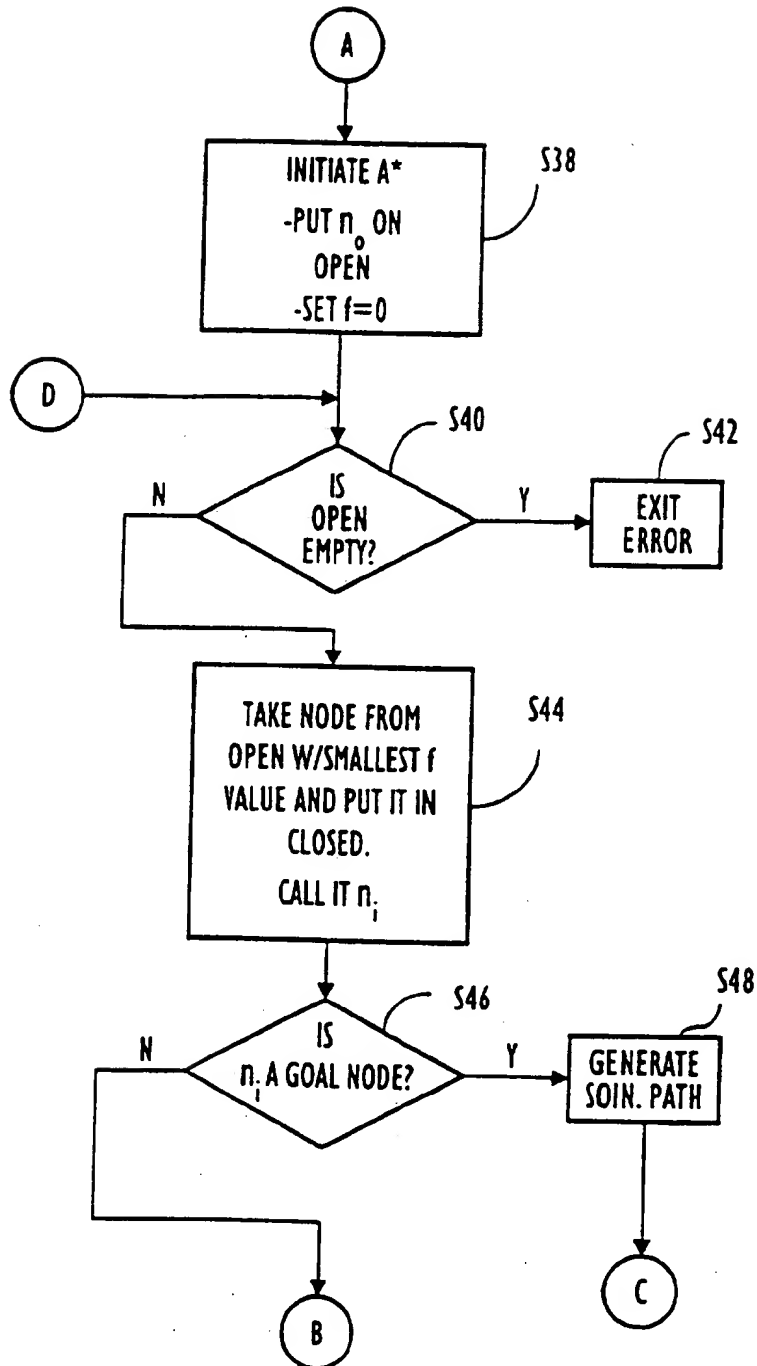 A
INITIATE A*
-PUT n₀ ON
OPEN
-SET f=0
S38
D
S40
S42
IS
OPEN
EMPTY?
N
Y
EXIT
ERROR
TAKE NODE FROM
OPEN W/SMALLEST f
VALUE AND PUT IT IN
CLOSED.
CALL IT nᵢ
S44
S46
S48
IS
nᵢ A GOAL NODE?
N
Y
GENERATE
SOIN. PATH
B
C